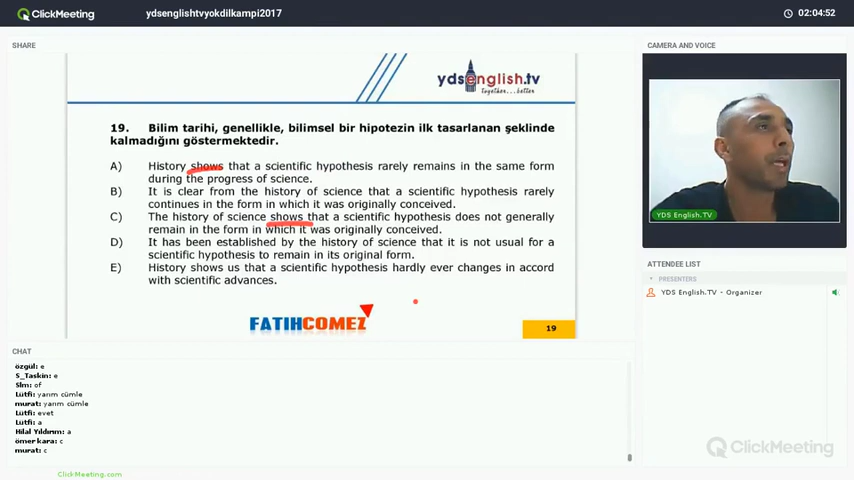 ClickMeeting
ydsenglishtvyokdilkampi2017
02:04:52
SHARE
CAMERA AND VOICE
ydsenglish.tv
together...better
19. Bilim tarihi, genellikle, bilimsel bir hipotezin ilk tasarlanan şeklinde
kalmadığını göstermektedir.
A) History shows that a scientific hypothesis rarely remains in the same form
during the progress of science.
B) It is clear from the history of science that a scientific hypothesis rarely
continues in the form in which it was originally conceived.
C) The history of science shows that a scientific hypothesis does not generally
remain in the form in which it was originally conceived.
D) It has been established by the history of science that it is not usual for a
scientific hypothesis to remain in its original form.
E) History shows us that a scientific hypothesis hardly ever changes in accord
with scientific advances.
FATIHCOMEZ
19
YDS English.TV
ATTENDEE LIST
PRESENTERS
YDS English.TV - Organizer
CHAT
özgül: e
S_Taskin: e
Slm: of
Lütfi: yarım cümle
murat: yarım cümle
Lütfi: evet
Lütfi: a
Hilal Yıldırım: a
ömer kara: c
murat: c
ClickMeeting
ClickMeeting.com